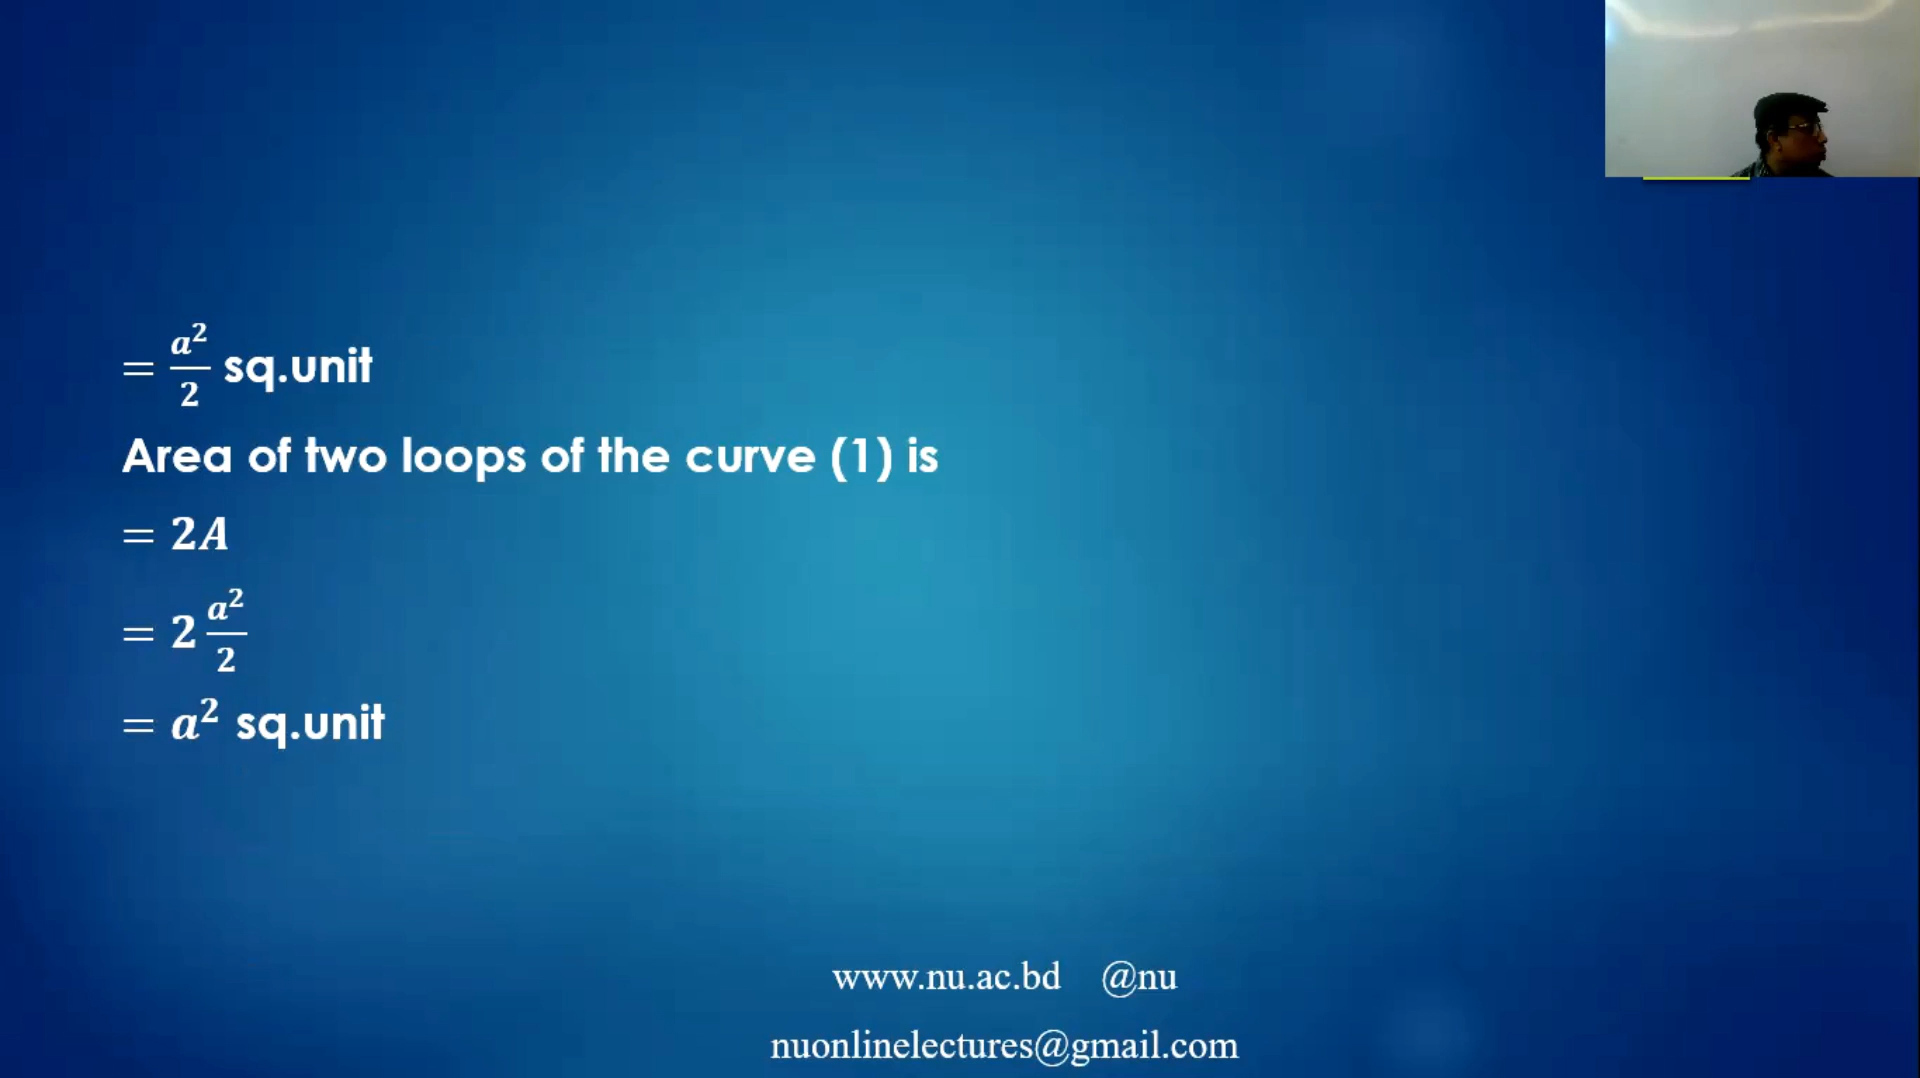 = a²/2 sq.unit
Area of two loops of the curve (1) is
= 2A
= 2 a²/2
= a² sq.unit
www.nu.ac.bd @nu
nuonlinelectures@gmail.com